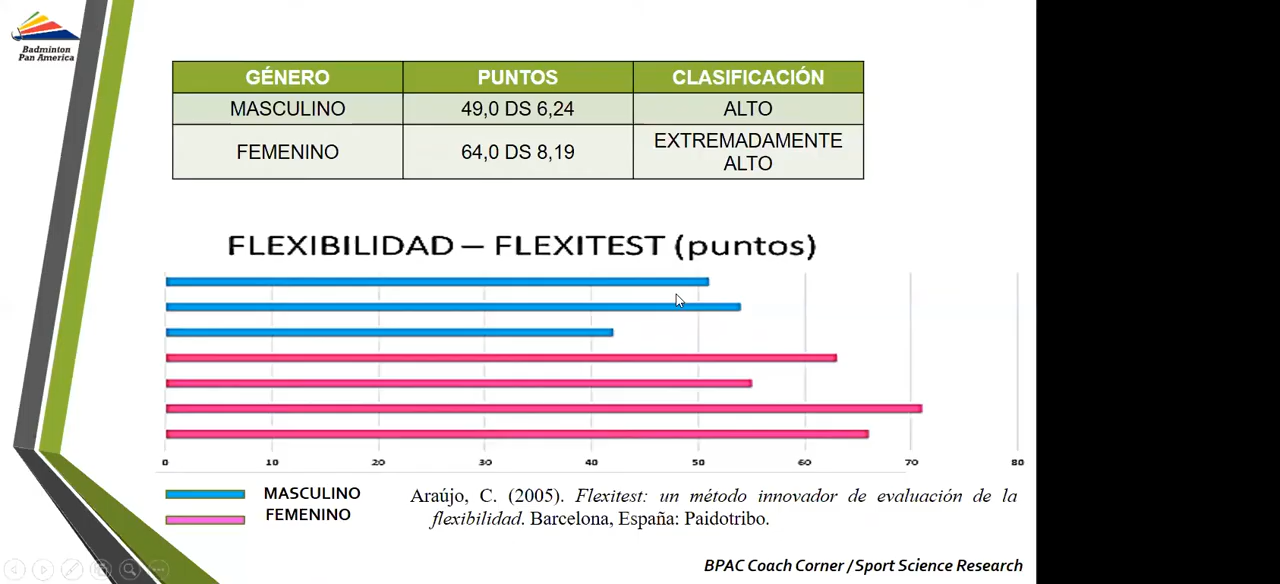 Badminton
Pan America
GÉNERO PUNTOS CLASIFICACIÓN
MASCULINO 49,0 DS 6,24 ALTO
FEMENINO 64,0 DS 8,19 EXTREMADAMENTE
ALTO
FLEXIBILIDAD – FLEXITEST (puntos)
0 10 20 30 40 50 60 70 80
MASCULINO
FEMENINO
Araújo, C. (2005). Flexitest: un método innovador de evaluación de la
flexibilidad. Barcelona, España: Paidotribo.
BPAC Coach Corner / Sport Science Research